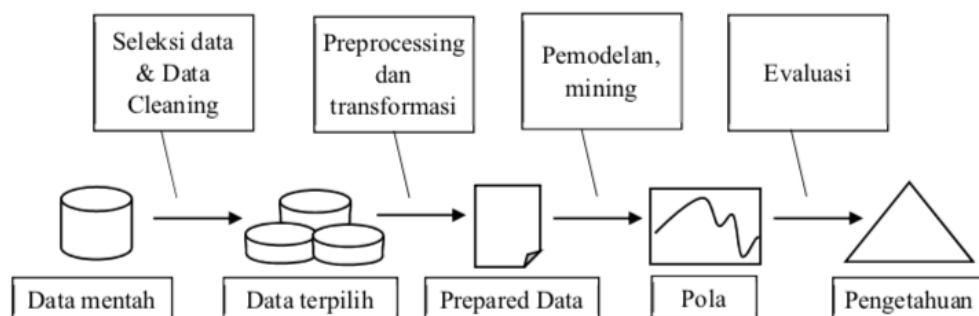 Seleksi data
& Data
Cleaning
Preprocessing
dan
transformasi
Pemodelan,
mining
Evaluasi
Data mentah
Data terpilih
Prepared Data
Pola
Pengetahuan